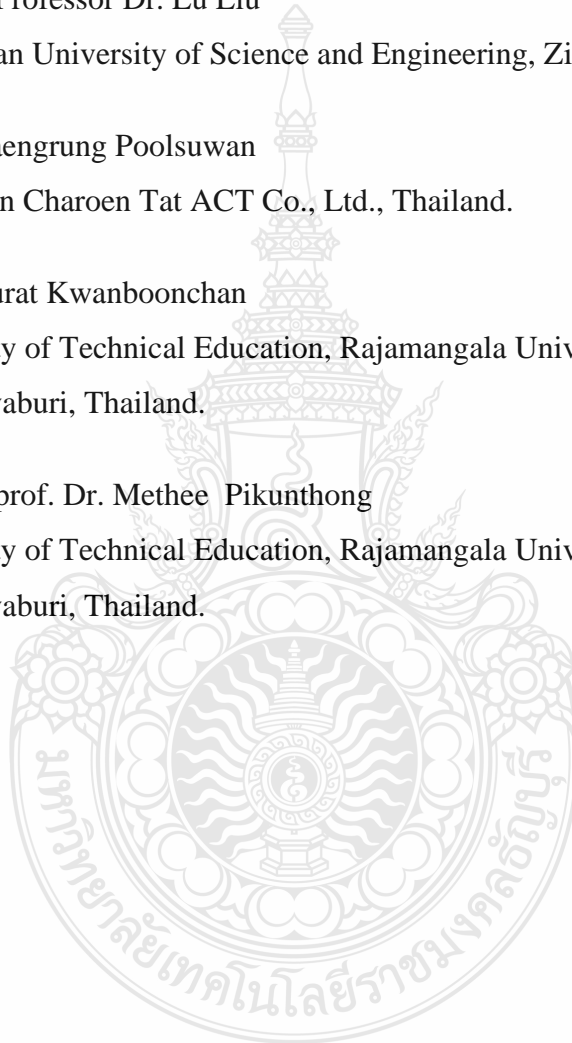 Professor Dr. Lu Liu
an University of Science and Engineering, Zi
aengrung Poolsuwan
n Charoen Tat ACT Co., Ltd., Thailand.
urat Kwanboonchan
y of Technical Education, Rajamangala Univ
yaburi, Thailand.
prof. Dr. Methee Pikunthong
y of Technical Education, Rajamangala Univ
yaburi, Thailand.
มหาวิทยาลัยเทคโนโลยีราชมงคลธัญบุรี